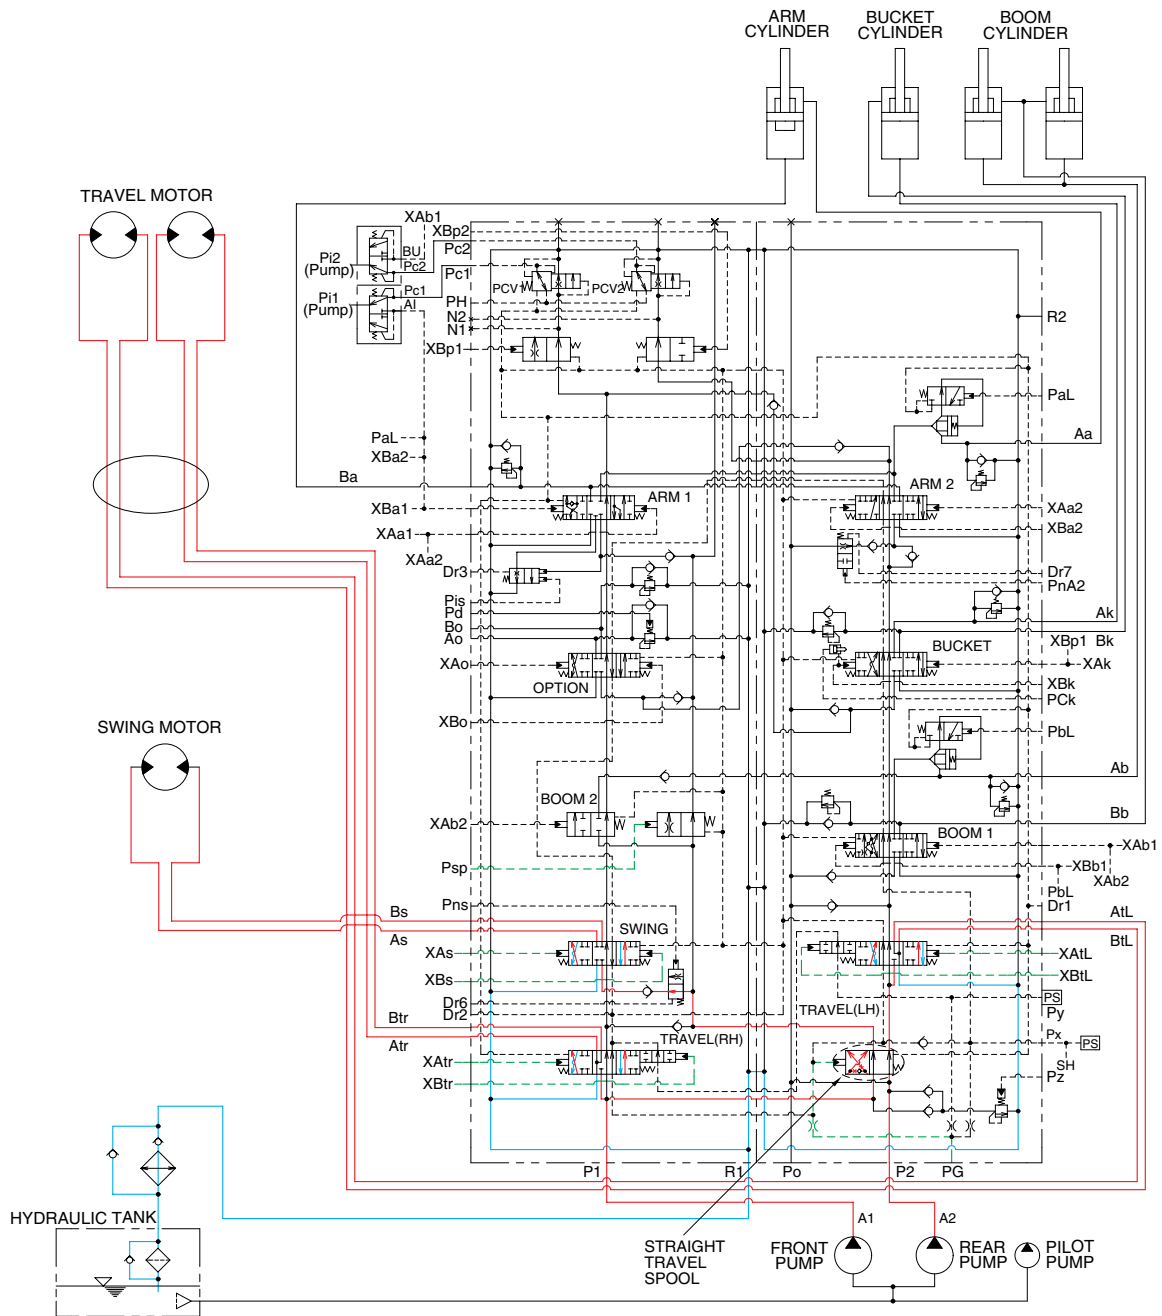 ARM
CYLINDER
BUCKET
CYLINDER
BOOM
CYLINDER
TRAVEL MOTOR
XAb1
XBp2
Pc2
BU
Pc2
Pi2
(Pump)
Pc1
Pc1
Pi1
(Pump)
AI
PCV1
PCV2
PH
N2
N1
R2
XBp1
PaL
PaL
Aa
XBa2
Ba
ARM 1
ARM 2
XBa1
XAa2
XAa1
XBa2
XAa2
Dr3
Dr7
PnA2
Pis
Pd
Bo
Ao
Ak
XBp1 Bk
BUCKET
XAo
XAk
OPTION
XBk
PCk
XBo
PbL
SWING MOTOR
Ab
BOOM 2
Bb
XAb2
BOOM 1
XAb1
XBb1
Psp
XAb2
PbL
Dr1
Pns
Bs
AtL
As
SWING
BtL
XAs
XAtL
XBs
XBtL
Dr6
Dr2
PS
TRAVEL(LH)
Py
Btr
TRAVEL(RH)
Px
Atr
PS
XAtr
SH
Pz
XBtr
P1
R1
Po
P2
PG
HYDRAULIC TANK
A1
A2
STRAIGHT
TRAVEL
SPOOL
FRONT
PUMP
REAR
PUMP
PILOT
PUMP